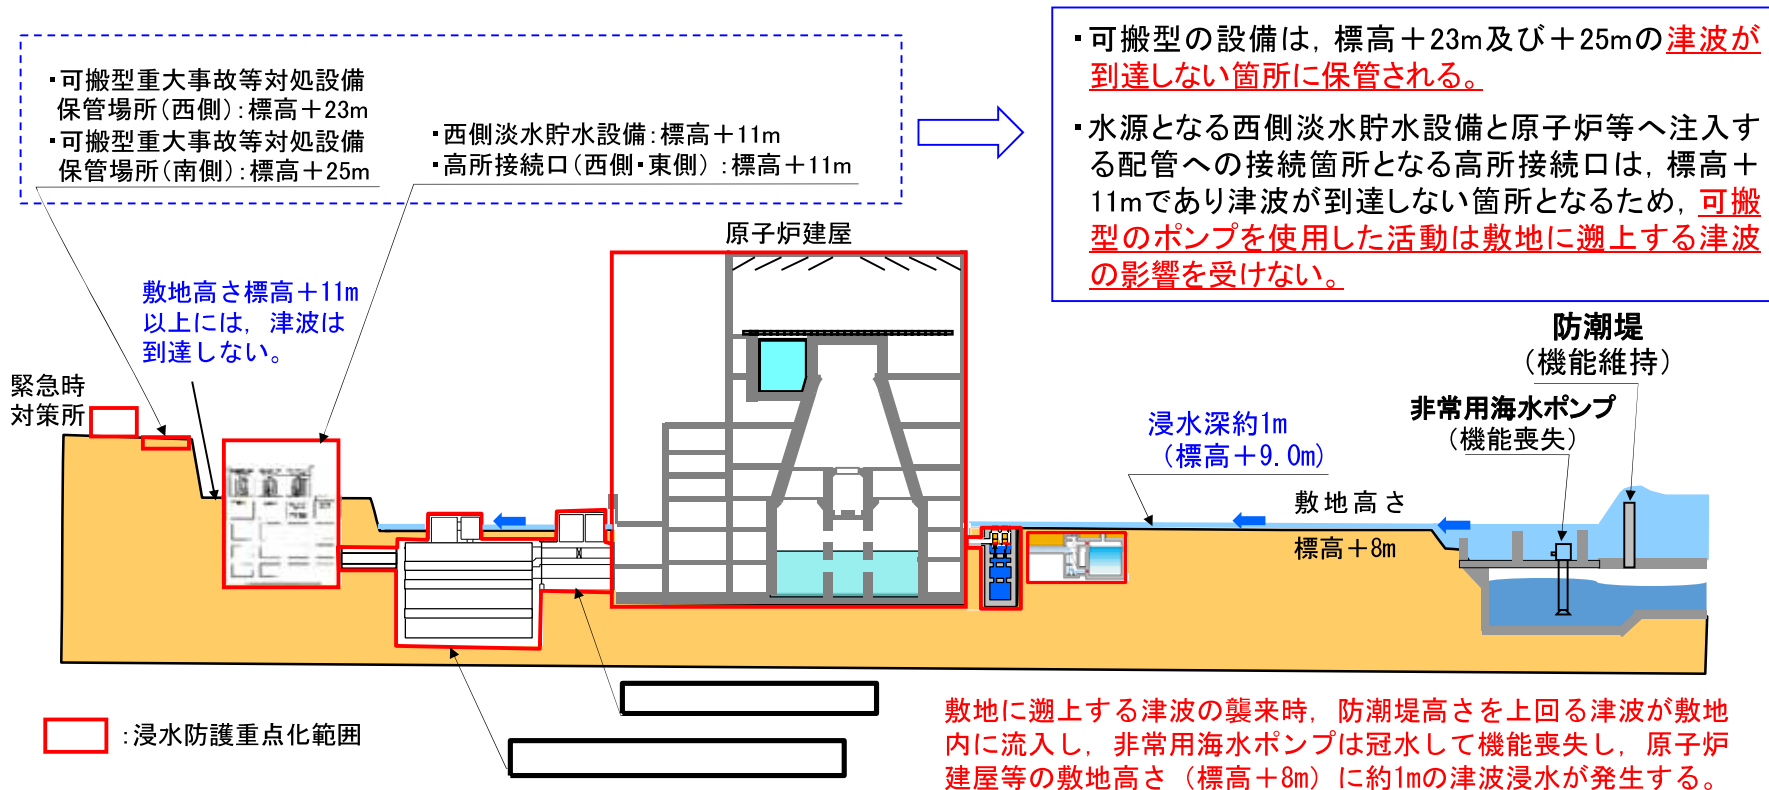 ・可搬型重大事故等対処設備
保管場所(西側):標高＋23m
・可搬型重大事故等対処設備
保管場所(南側):標高＋25m
・西側淡水貯水設備:標高＋11m
・高所接続口(西側・東側):標高＋11m
・可搬型の設備は，標高＋23m及び＋25mの津波が
到達しない箇所に保管される。
・水源となる西側淡水貯水設備と原子炉等へ注入す
る配管への接続箇所となる高所接続口は，標高＋
11mであり津波が到達しない箇所となるため，可搬
型のポンプを使用した活動は敷地に遡上する津波
の影響を受けない。
原子炉建屋
敷地高さ標高＋11m
以上には，津波は
到達しない。
緊急時
対策所
防潮堤
(機能維持)
非常用海水ポンプ
(機能喪失)
浸水深約1m
(標高＋9.0m)
敷地高さ
標高＋8m
:浸水防護重点化範囲
敷地に遡上する津波の襲来時，防潮堤高さを上回る津波が敷地
内に流入し，非常用海水ポンプは冠水して機能喪失し，原子炉
建屋等の敷地高さ（標高＋8m）に約1mの津波浸水が発生する。